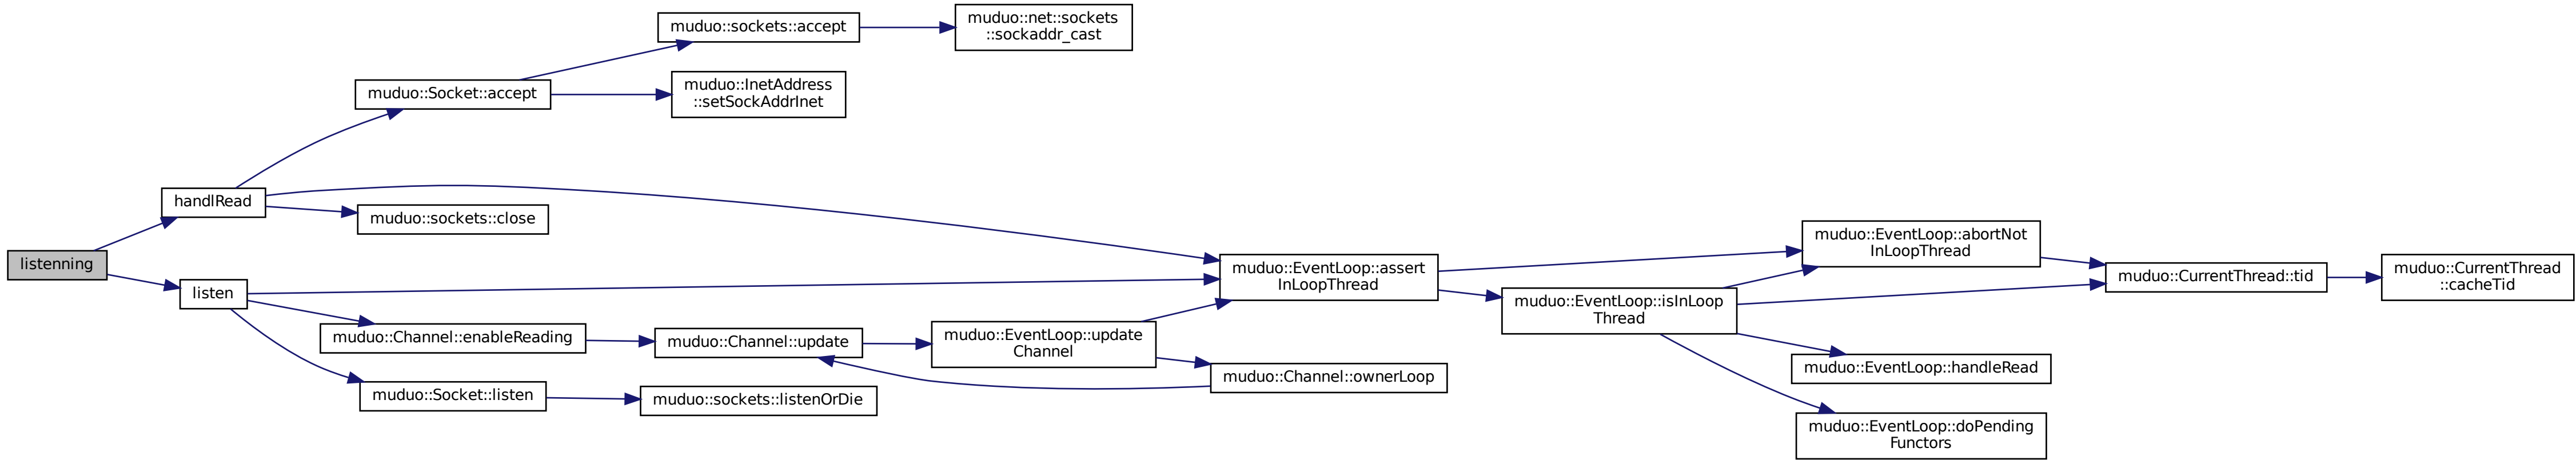 listenning
handlRead
muduo::Socket::accept
muduo::sockets::accept
muduo::net::sockets
::sockaddr_cast
muduo::InetAddress
::setSockAddrInet
muduo::sockets::close
listen
muduo::Channel::enableReading
muduo::Socket::listen
muduo::Channel::update
muduo::sockets::listenOrDie
muduo::EventLoop::update
Channel
muduo::EventLoop::assert
InLoopThread
muduo::Channel::ownerLoop
muduo::EventLoop::isInLoop
Thread
muduo::EventLoop::abortNot
InLoopThread
muduo::EventLoop::handleRead
muduo::EventLoop::doPending
Functors
muduo::CurrentThread::tid
muduo::CurrentThread
::cacheTid